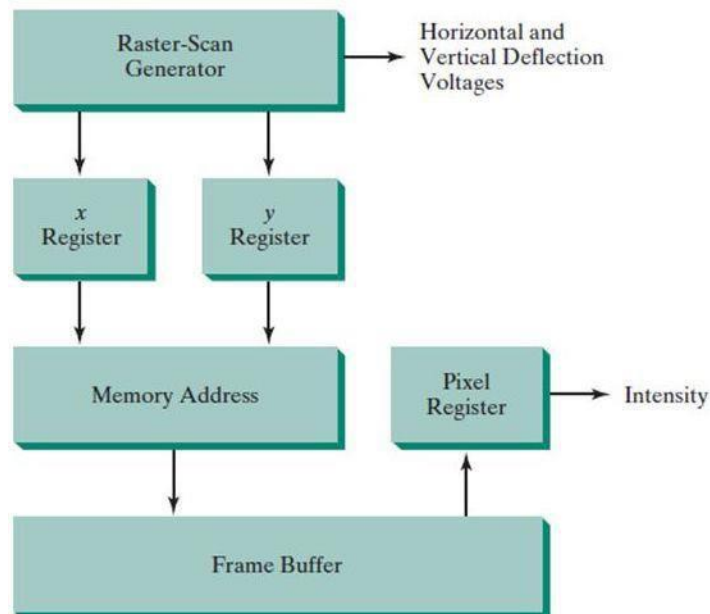 Raster-Scan
Generator
Horizontal and
Vertical Deflection
Voltages
x
Register
y
Register
Memory Address
Pixel
Register
Intensity
Frame Buffer